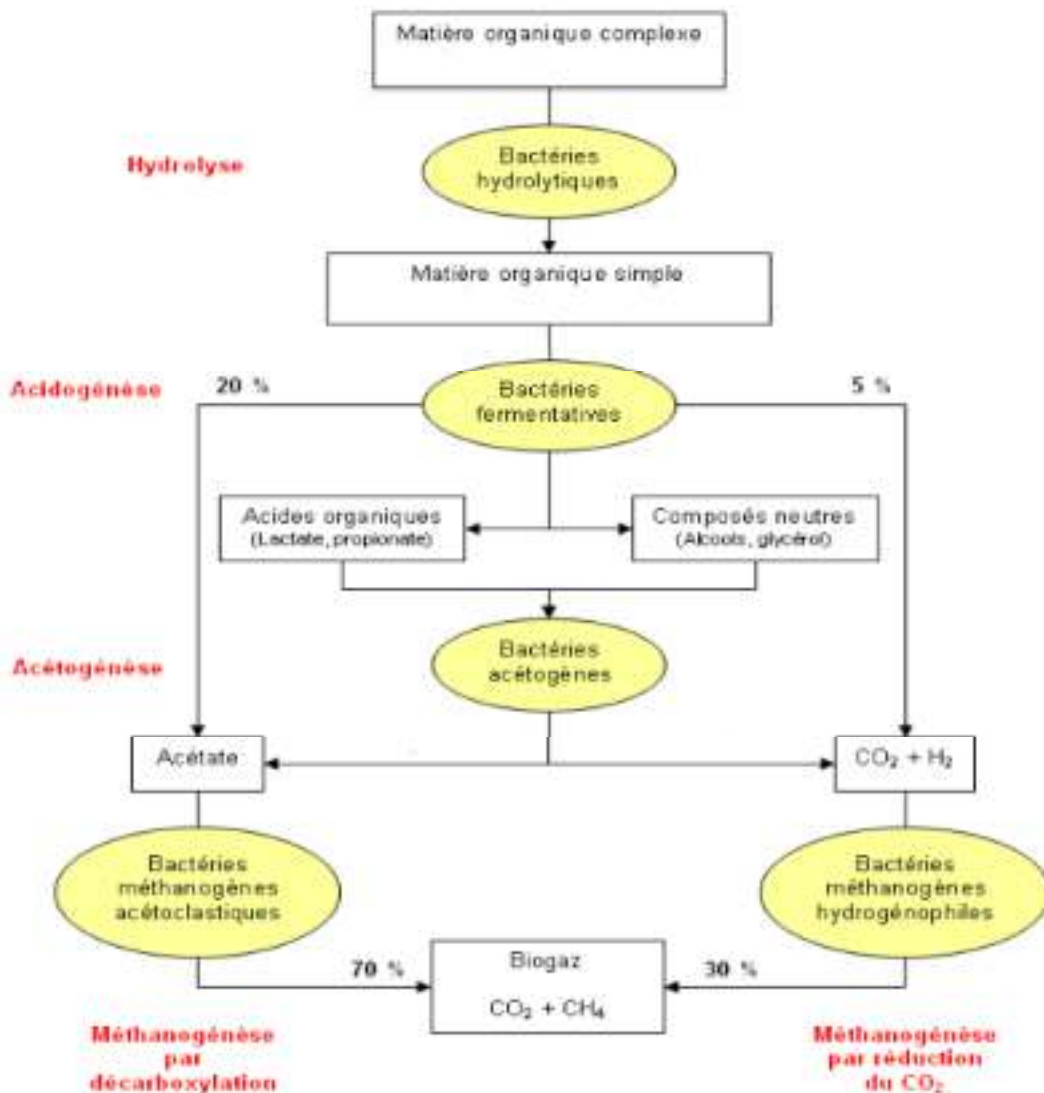 Matière organique complexe
Hydrolyse
Bactéries
hydrolytiques
Matière organique simple
Acidogénèse
20 %
Bactéries
fermentatives
5 %
Acides organiques
(Lactate, propionate)
Composés neutres
(Alcools, glycérol)
Acétogénèse
Bactéries
acétogènes
Acétate
CO₂ + H₂
Bactéries
méthanogènes
acétoclastiques
Bactéries
méthanogènes
hydrogénophiles
70 %
Biogaz
CO₂ + CH₄
30 %
Méthanogénèse
par
décarboxylation
Méthanogénèse
par réduction
du CO₂